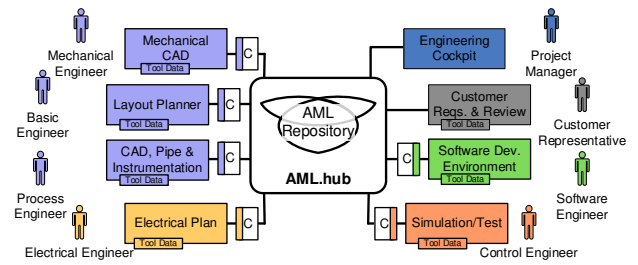 Mechanical
Engineer
Mechanical
CAD
Tool Data
C
Engineering
Cockpit
Project
Manager
Basic
Engineer
Layout Planner
Tool Data
C
AML
Repository
AML.hub
Customer
Reqs. & Review
Tool Data
Customer
Representative
Process
Engineer
CAD, Pipe &
Instrumentation
Tool Data
C
C
Software Dev.
Environment
Tool Data
Software
Engineer
Electrical Engineer
Electrical Plan
Tool Data
C
C
Simulation/Test
Tool Data
Control Engineer